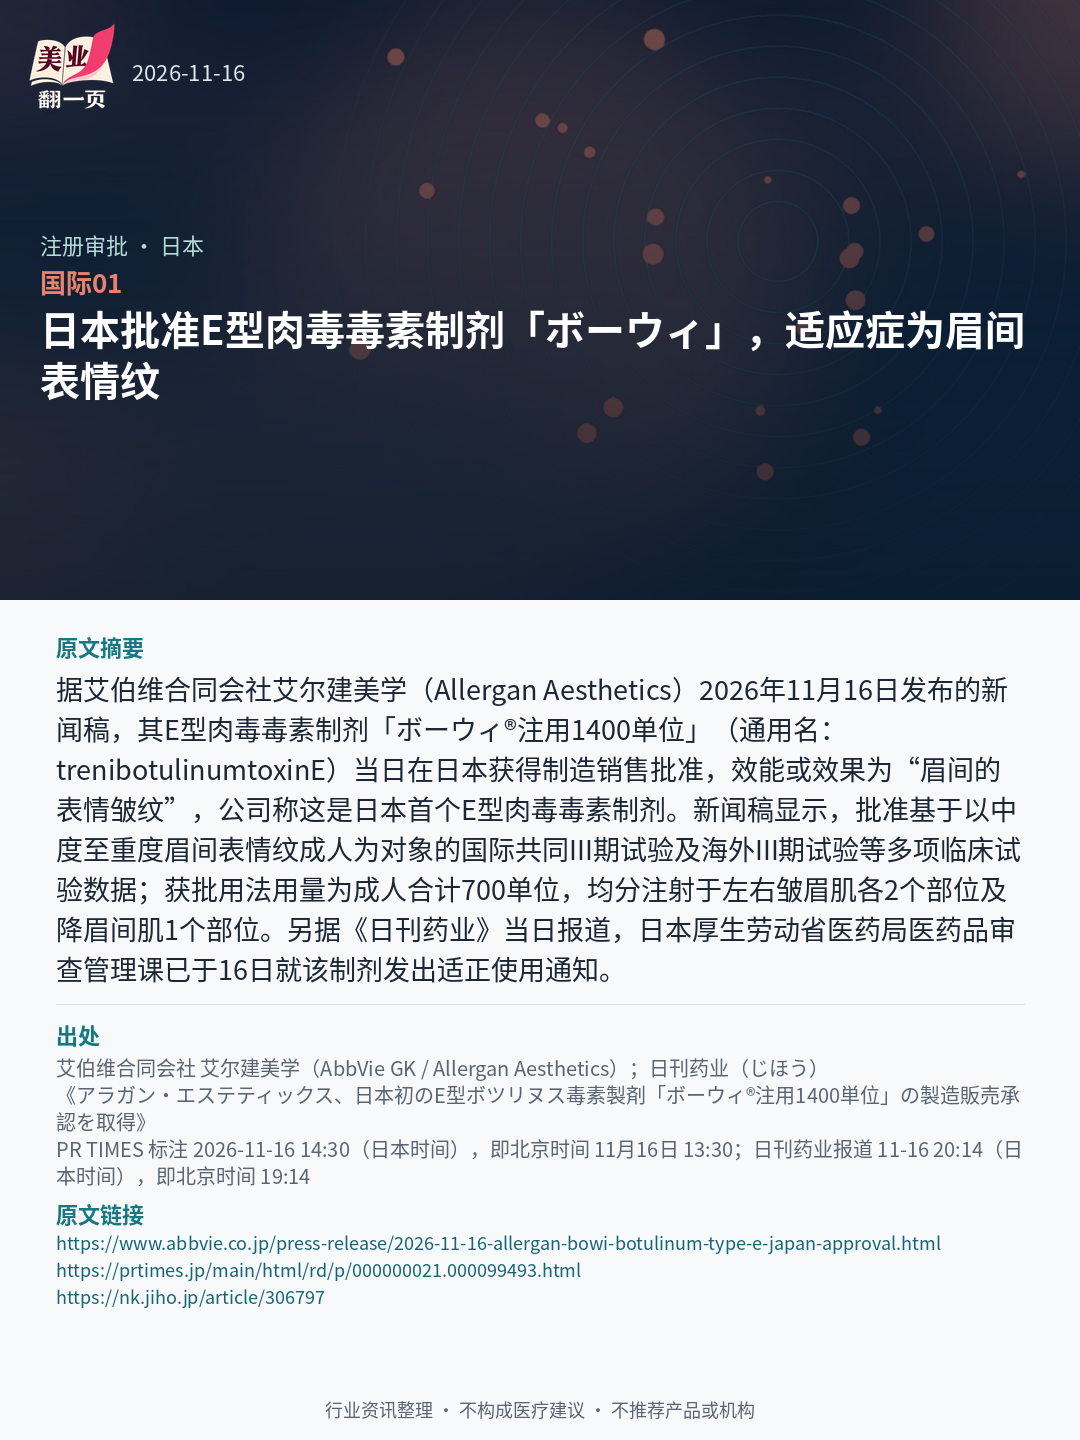 美业
翻一页
2026-11-16
注册审批 · 日本
国际01
日本批准E型肉毒毒素制剂「ボーウィ」，适应症为眉间
表情纹
原文摘要
据艾伯维合同会社艾尔建美学（Allergan Aesthetics）2026年11月16日发布的新
闻稿，其E型肉毒毒素制剂「ボーウィ®注用1400单位」（通用名：
trenibotulinumtoxinE）当日在日本获得制造销售批准，效能或效果为“眉间的
表情皱纹”，公司称这是日本首个E型肉毒毒素制剂。新闻稿显示，批准基于以中
度至重度眉间表情纹成人为对象的国际共同III期试验及海外III期试验等多项临床试
验数据；获批用法用量为成人合计700单位，均分注射于左右皱眉肌各2个部位及
降眉间肌1个部位。另据《日刊药业》当日报道，日本厚生劳动省医药局医药品审
查管理课已于16日就该制剂发出适正使用通知。
出处
艾伯维合同会社 艾尔建美学（AbbVie GK / Allergan Aesthetics）；日刊药业（じほう）
《アラガン・エステティックス、日本初のE型ボツリヌス毒素製剤「ボーウィ®注用1400単位」の製造販売承
認を取得》
PR TIMES 标注 2026-11-16 14:30（日本时间），即北京时间 11月16日 13:30；日刊药业报道 11-16 20:14（日
本时间），即北京时间 19:14
原文链接
https://www.abbvie.co.jp/press-release/2026-11-16-allergan-bowi-botulinum-type-e-japan-approval.html
https://prtimes.jp/main/html/rd/p/000000021.000099493.html
https://nk.jiho.jp/article/306797
行业资讯整理 · 不构成医疗建议 · 不推荐产品或机构